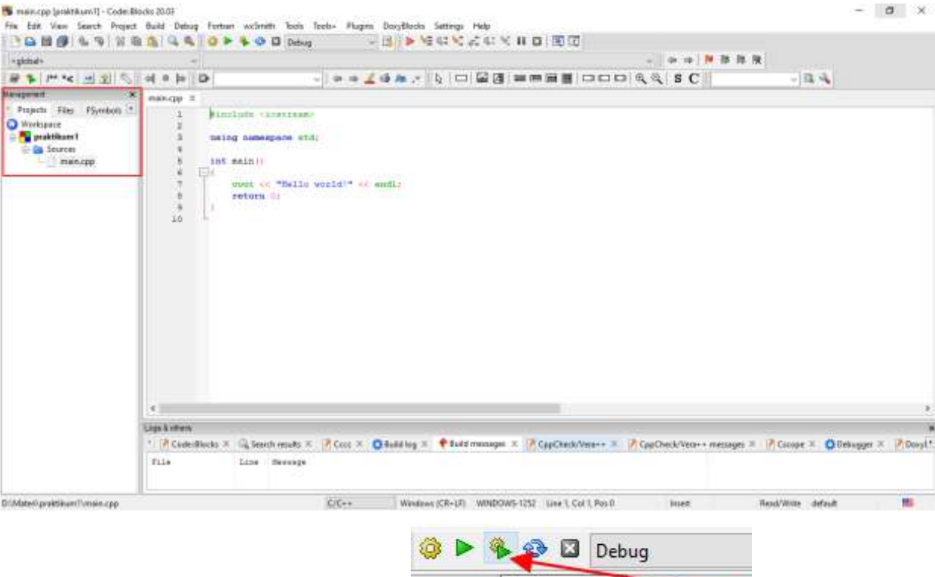 main.cpp [praktikum1] - Code::Blocks 20.03
File Edit View Search Project Build Debug Fortran wxSmith Tools Tools+ Plugins DoxyBlocks Settings Help
Debug
<global>
S C
Management
Projects Files FSymbols
main.cpp
Workspace
praktikum1
Sources
main.cpp
1 #include <iostream>
2
3 using namespace std;
4
5 int main()
6 {
7 cout << "Hello world!" << endl;
8 return 0;
9 }
10
Logs & others
Code::Blocks Search results Cccc Build log Build messages CppCheck/Vera++ CppCheck/Vera++ messages Cscope Debugger DoxyB
File Line Message
D:\Materi\praktikum1\main.cpp C/C++ Windows (CR+LF) WINDOWS-1252 Line 1, Col 1, Pos 0 Insert Read/Write default
Debug